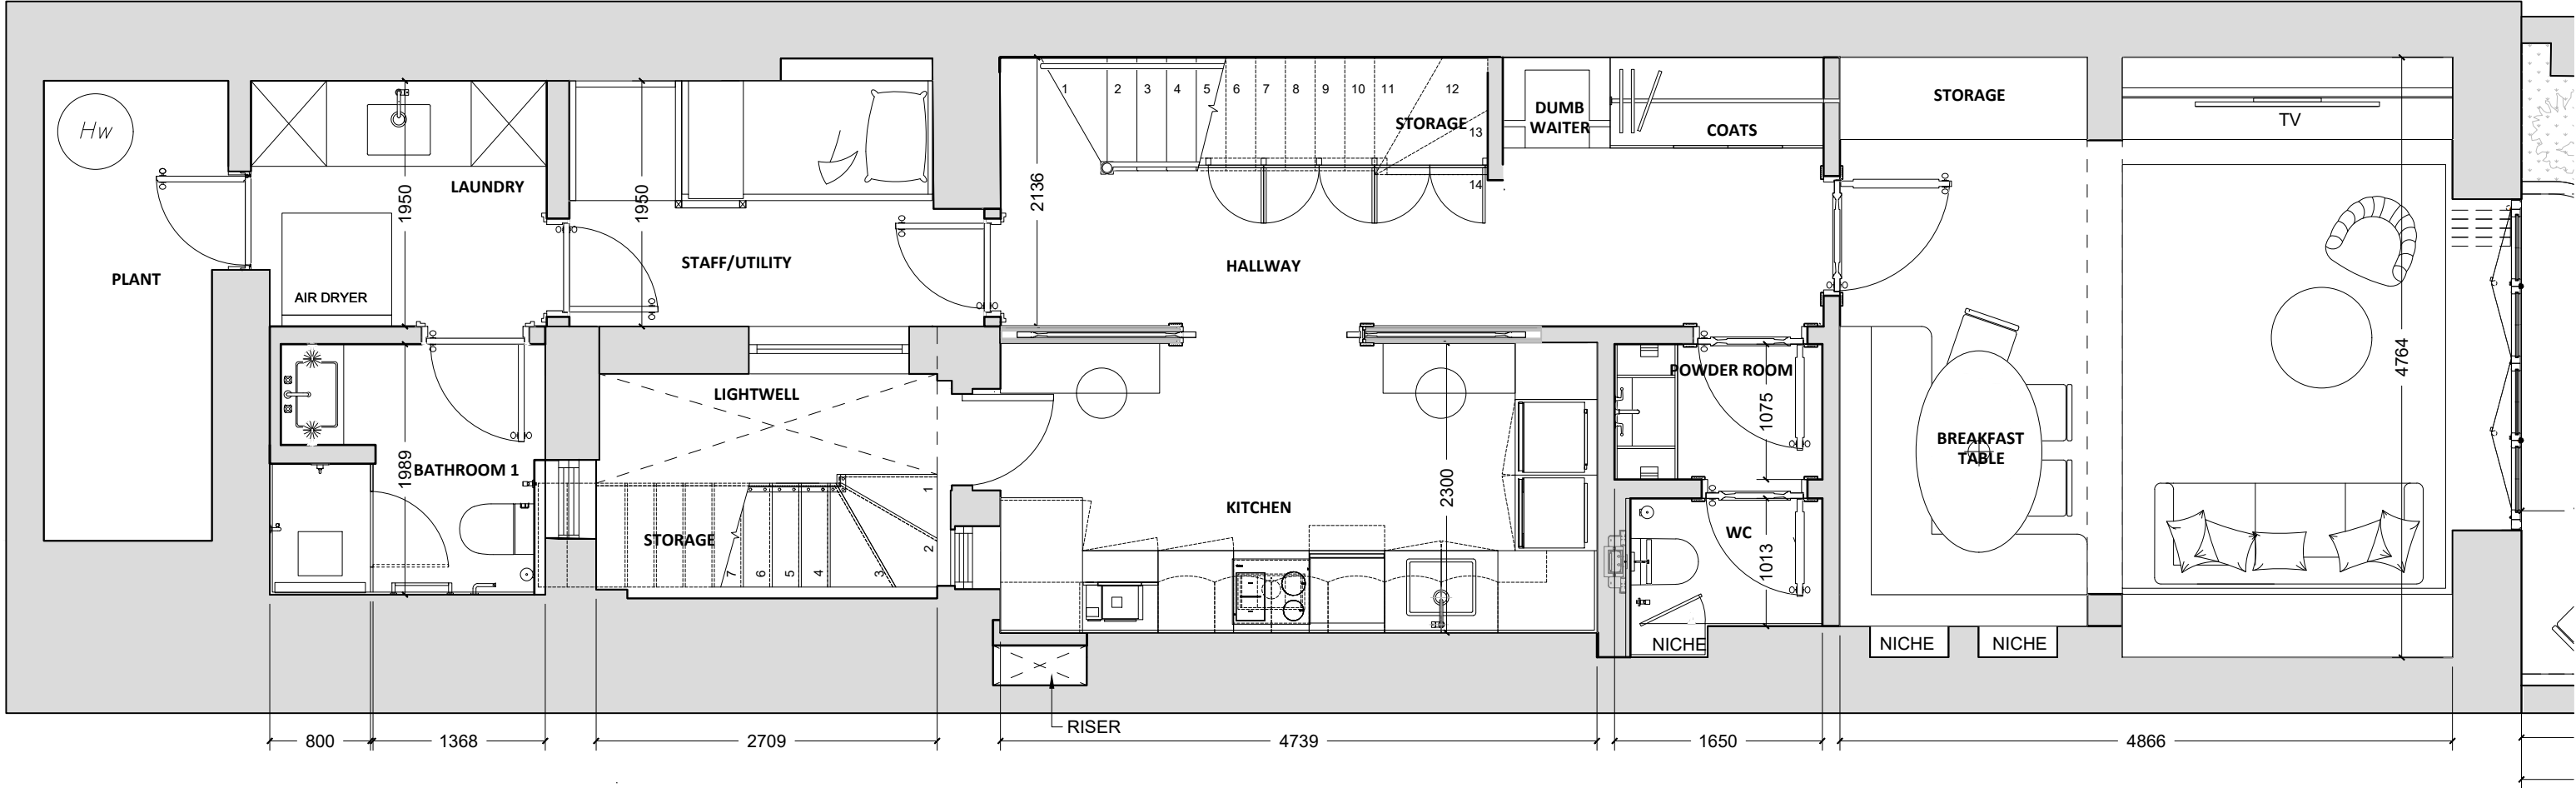 1
2
3
4
5
6
7
8
9
10
11
12
13
14
STORAGE
DUMB
WAITER
COATS
STORAGE
TV
Hw
LAUNDRY
1950
1950
2136
PLANT
AIR DRYER
STAFF/UTILITY
HALLWAY
LIGHTWELL
POWDER ROOM
1075
4764
BREAKFAST
TABLE
BATHROOM 1
1989
KITCHEN
2300
STORAGE
1
2
3
4
5
6
7
WC
1013
NICHE
NICHE
NICHE
RISER
800
1368
2709
4739
1650
4866